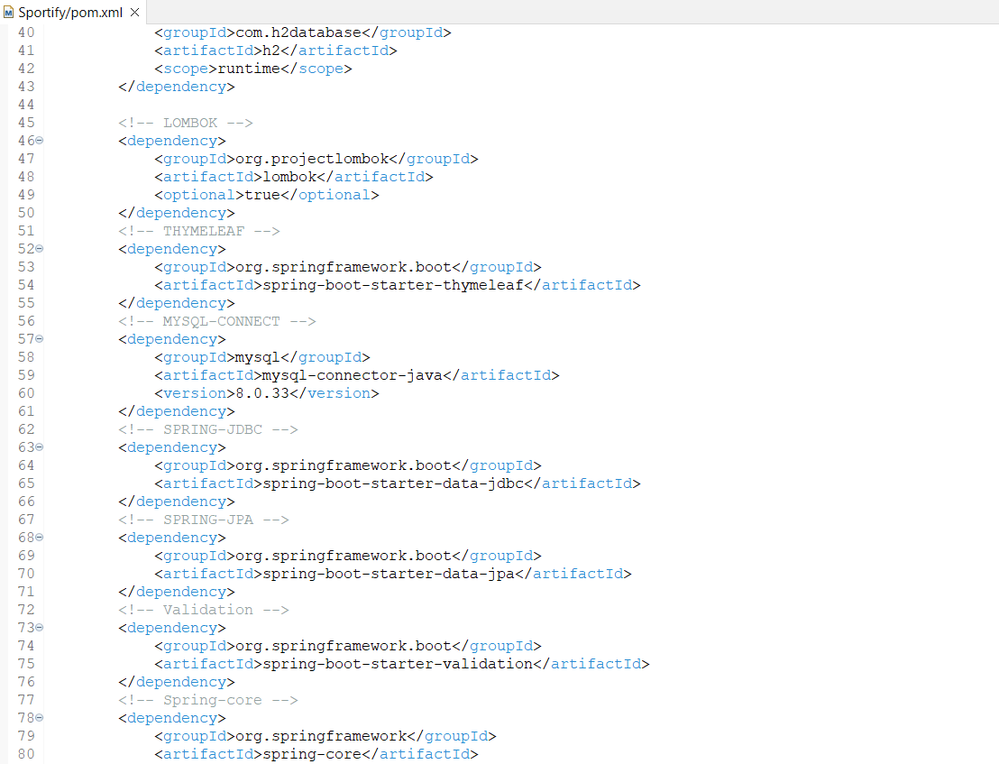 Sportify/pom.xml
40 <groupId>com.h2database</groupId>
41 <artifactId>h2</artifactId>
42 <scope>runtime</scope>
43 </dependency>
44
45 <!-- LOMBOK -->
46 <dependency>
47 <groupId>org.projectlombok</groupId>
48 <artifactId>lombok</artifactId>
49 <optional>true</optional>
50 </dependency>
51 <!-- THYMELEAF -->
52 <dependency>
53 <groupId>org.springframework.boot</groupId>
54 <artifactId>spring-boot-starter-thymeleaf</artifactId>
55 </dependency>
56 <!-- MYSQL-CONNECT -->
57 <dependency>
58 <groupId>mysql</groupId>
59 <artifactId>mysql-connector-java</artifactId>
60 <version>8.0.33</version>
61 </dependency>
62 <!-- SPRING-JDBC -->
63 <dependency>
64 <groupId>org.springframework.boot</groupId>
65 <artifactId>spring-boot-starter-data-jdbc</artifactId>
66 </dependency>
67 <!-- SPRING-JPA -->
68 <dependency>
69 <groupId>org.springframework.boot</groupId>
70 <artifactId>spring-boot-starter-data-jpa</artifactId>
71 </dependency>
72 <!-- Validation -->
73 <dependency>
74 <groupId>org.springframework.boot</groupId>
75 <artifactId>spring-boot-starter-validation</artifactId>
76 </dependency>
77 <!-- Spring-core -->
78 <dependency>
79 <groupId>org.springframework</groupId>
80 <artifactId>spring-core</artifactId>